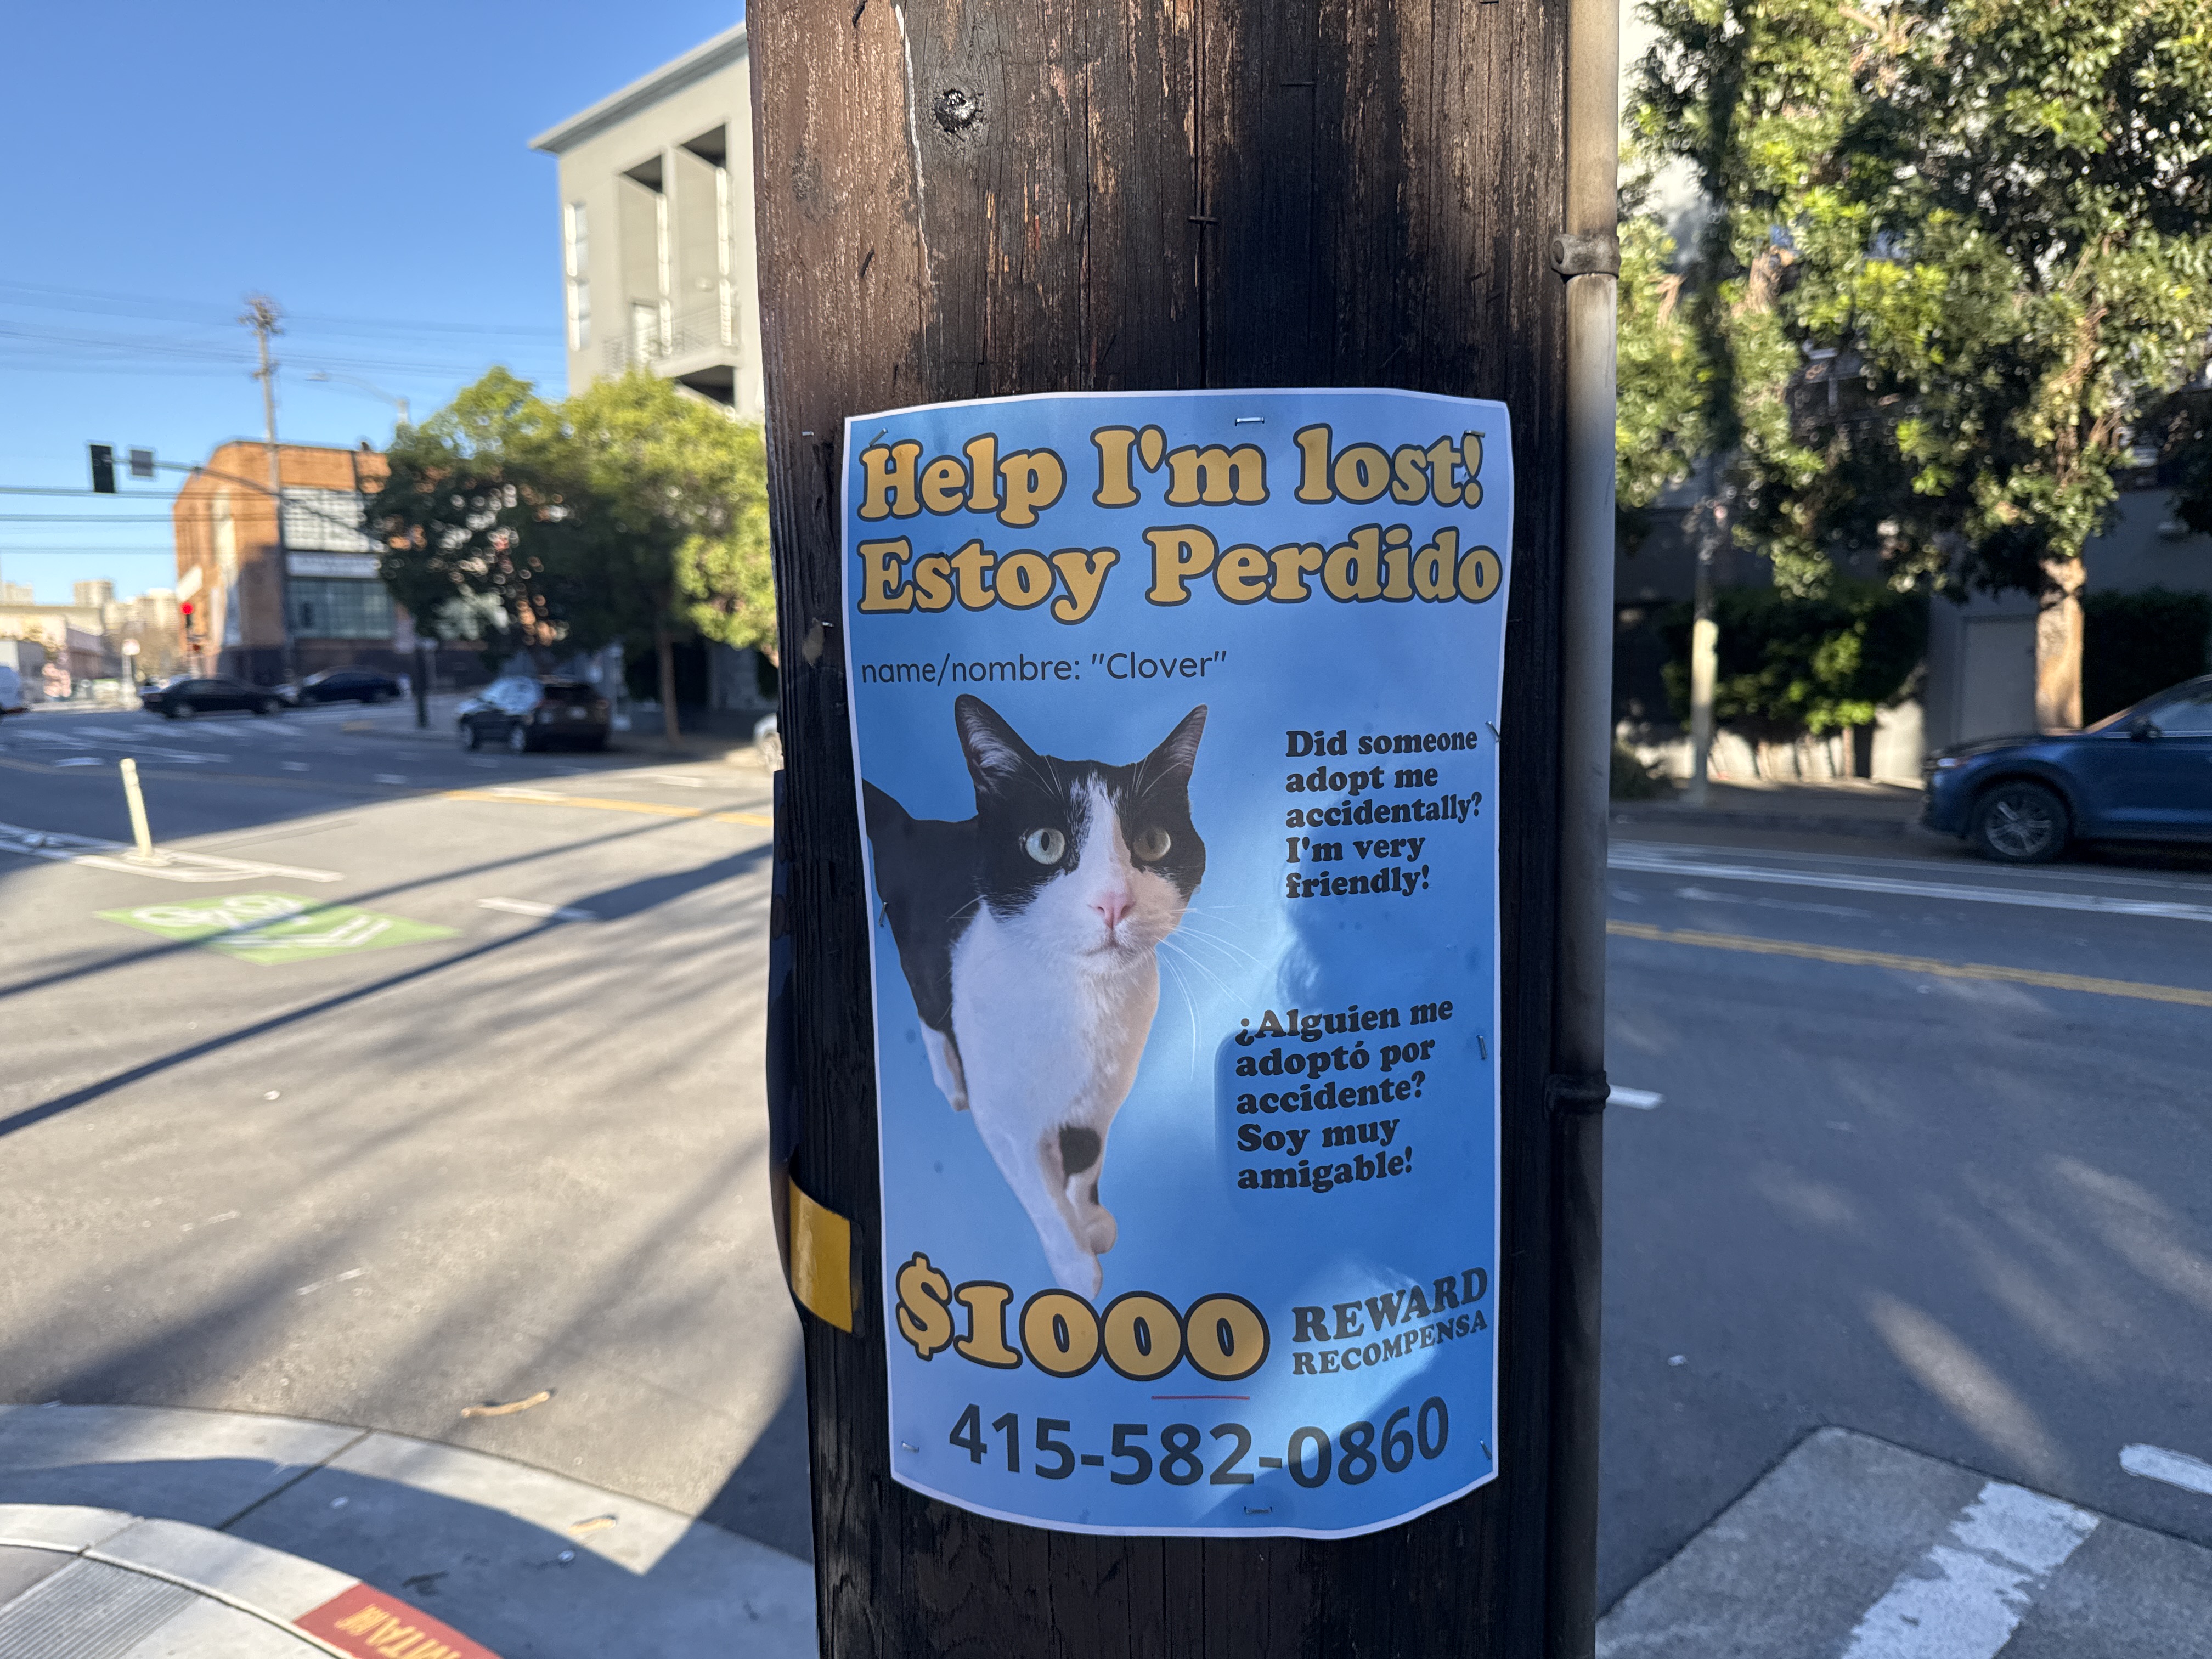 Help I'm lost!
Estoy Perdido
name/nombre: "Clover"
Did someone
adopt me
accidentally?
I'm very
friendly!
¿Alguien me
adoptó por
accidente?
Soy muy
amigable!
$1000
REWARD
RECOMPENSA
415-582-0860